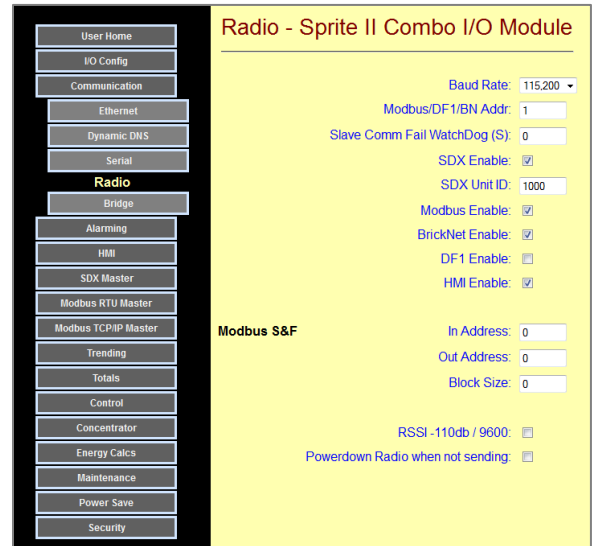 Radio - Sprite II Combo I/O Module
User Home
I/O Config
Communication
Ethernet
Dynamic DNS
Serial
Radio
Bridge
Alarming
HMI
SDX Master
Modbus RTU Master
Modbus TCP/IP Master
Trending
Totals
Control
Concentrator
Energy Calcs
Maintenance
Power Save
Security
Baud Rate: 115,200
Modbus/DF1/BN Addr: 1
Slave Comm Fail WatchDog (S): 0
SDX Enable:
SDX Unit ID: 1000
Modbus Enable:
BrickNet Enable:
DF1 Enable:
HMI Enable:
Modbus S&F In Address: 0
Out Address: 0
Block Size: 0
RSSI -110db / 9600:
Powerdown Radio when not sending: